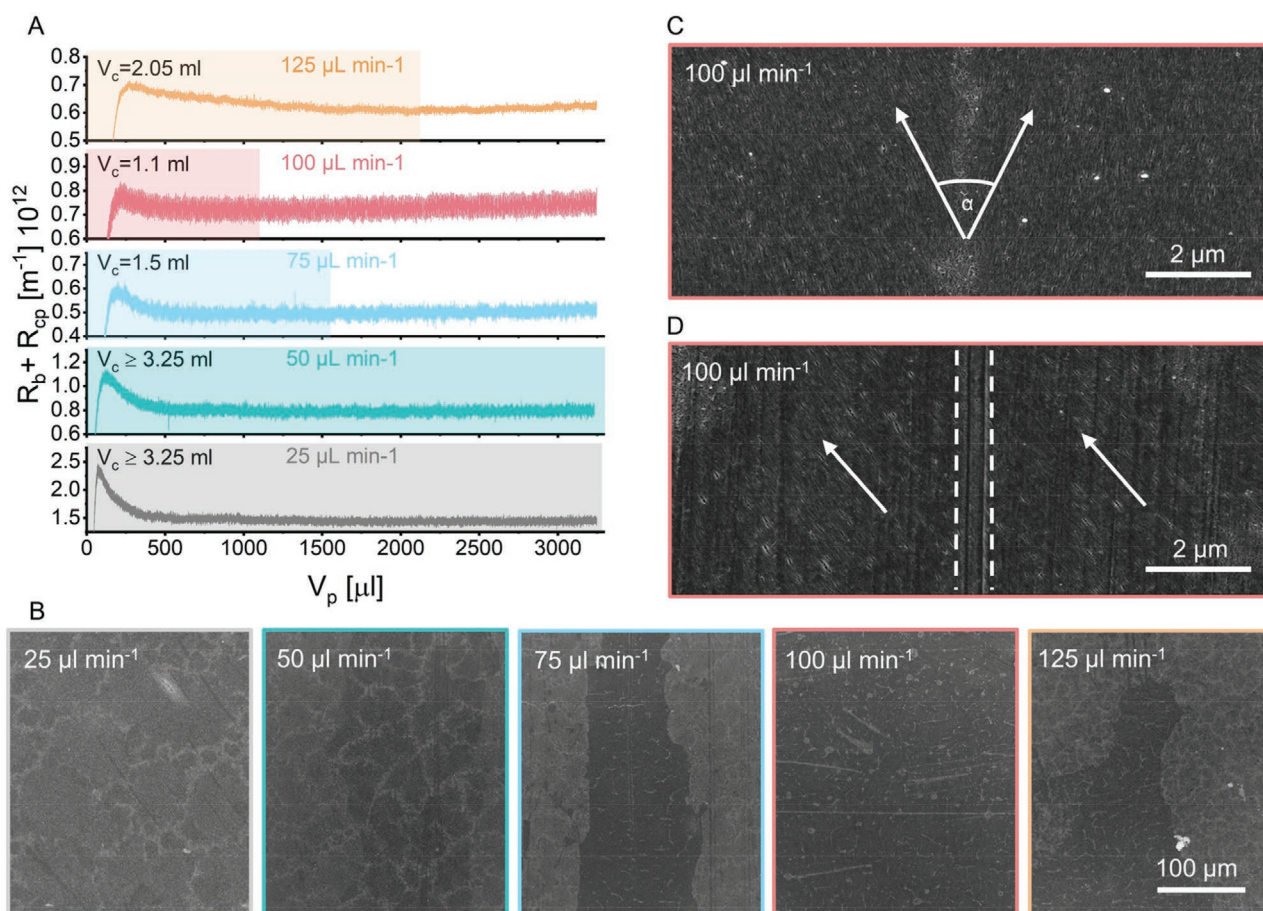 A
R_b + R_cp [m⁻¹] 10¹²
0.8
0.7
0.6
0.5
V_c=2.05 ml
125 µL min-1
0.9
0.8
0.7
0.6
V_c=1.1 ml
100 µL min-1
0.7
0.6
0.5
0.4
V_c=1.5 ml
75 µL min-1
1.2
1.0
0.8
0.6
V_c ≥ 3.25 ml
50 µL min-1
2.5
2.0
1.5
V_c ≥ 3.25 ml
25 µL min-1
0 500 1000 1500 2000 2500 3000
V_p [µl]
C
100 µl min⁻¹
α
2 µm
D
100 µl min⁻¹
2 µm
B
25 µl min⁻¹
50 µl min⁻¹
75 µl min⁻¹
100 µl min⁻¹
125 µl min⁻¹
100 µm